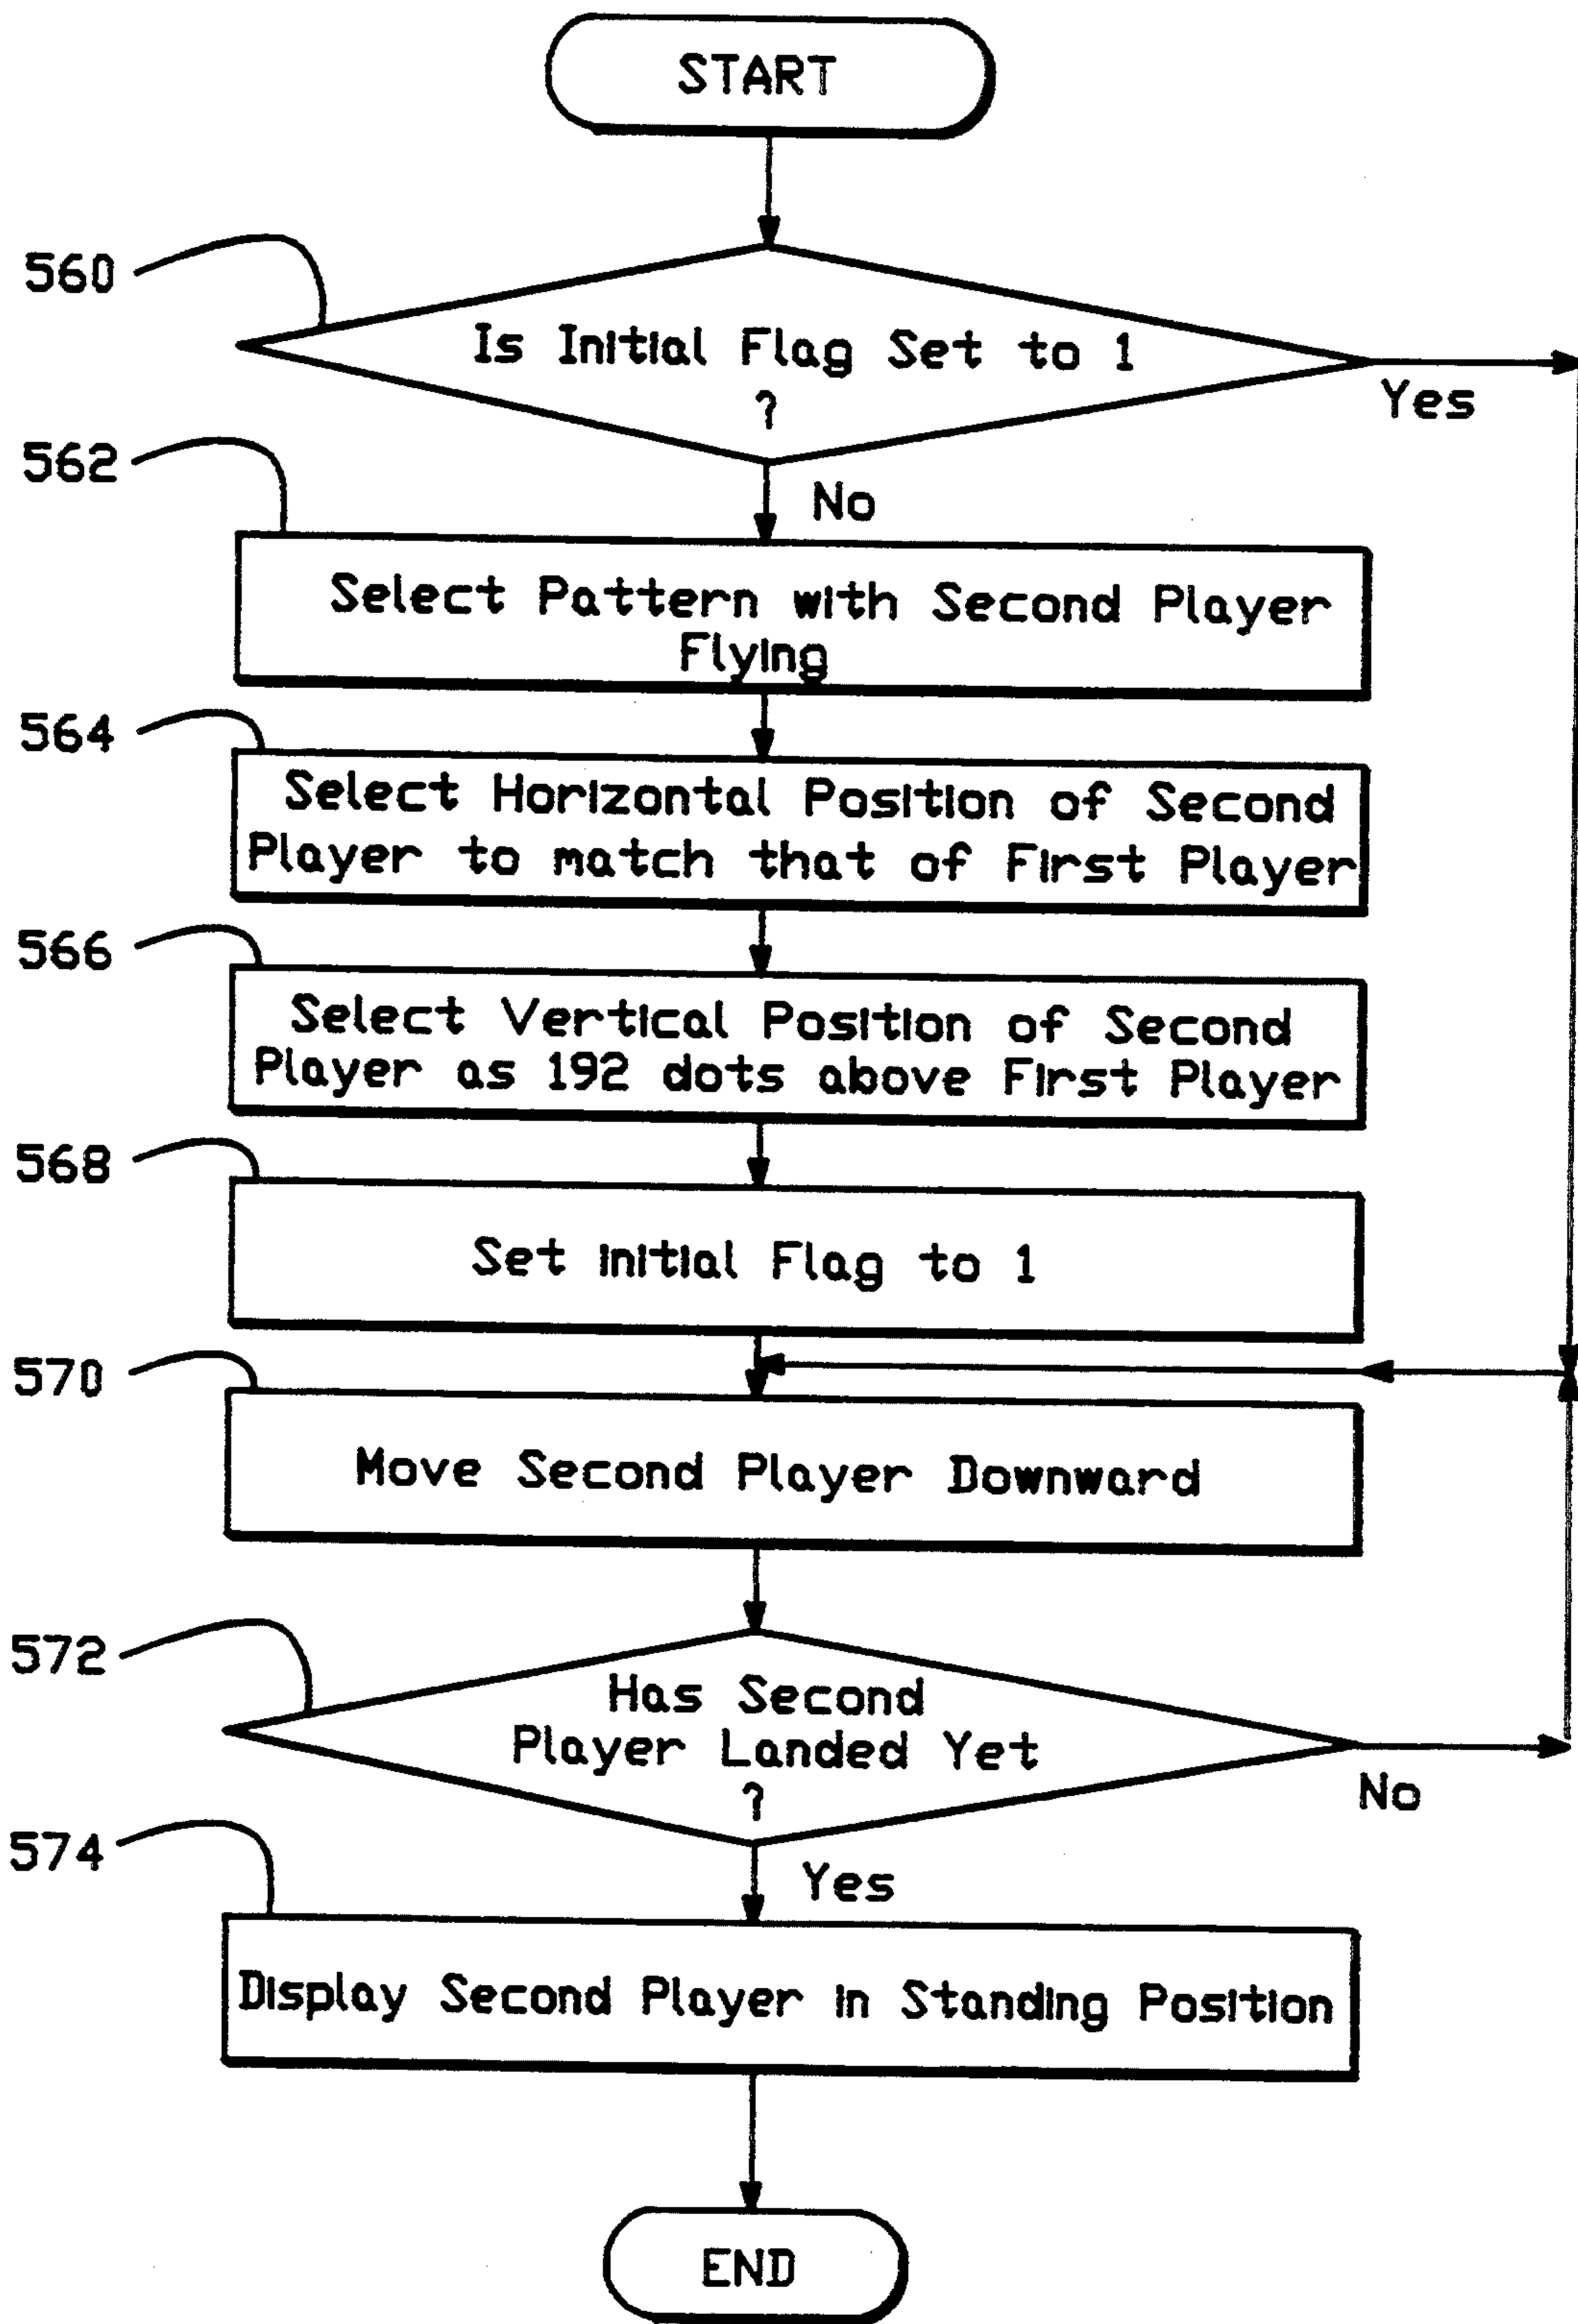 START
560
Is Initial Flag Set to 1
?
Yes
562
No
Select Pattern with Second Player
Flying
564
Select Horizontal Position of Second
Player to match that of First Player
566
Select Vertical Position of Second
Player as 192 dots above First Player
568
Set initial Flag to 1
570
Move Second Player Downward
572
Has Second
Player Landed Yet
?
No
574
Yes
Display Second Player in Standing Position
END